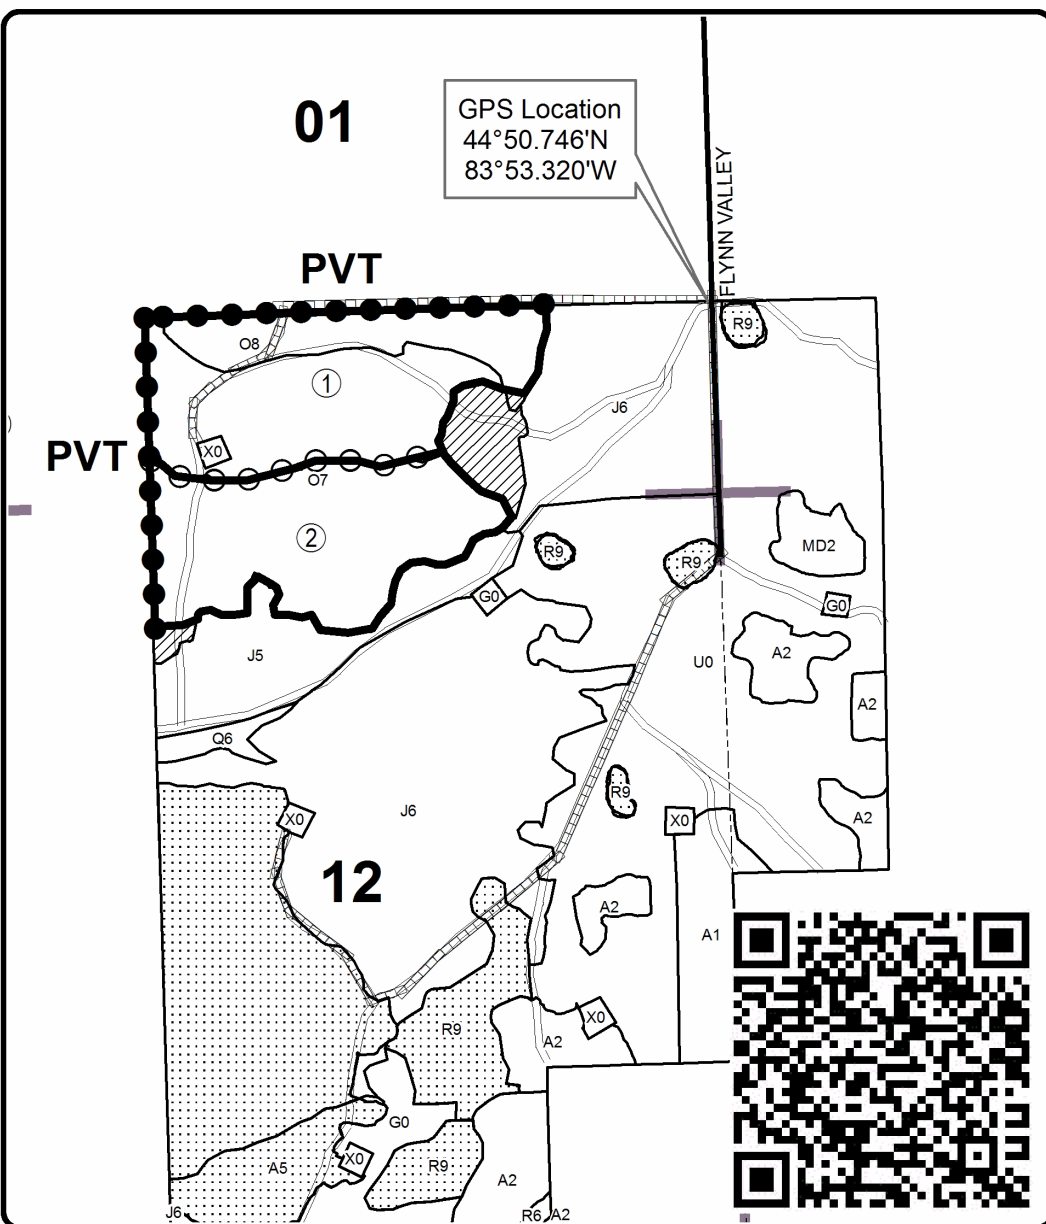 01
GPS Location
44°50.746'N
83°53.320'W
FLYNN VALLEY
PVT
R9
O8
1
J6
PVT
X0
O7
2
MD2
R9
R9
G0
G0
J5
U0
A2
A2
Q6
R9
J6
X0
X0
A2
12
A2
A1
X0
R9
A2
G0
X0
A5
R9
A2
J6
R6
A2